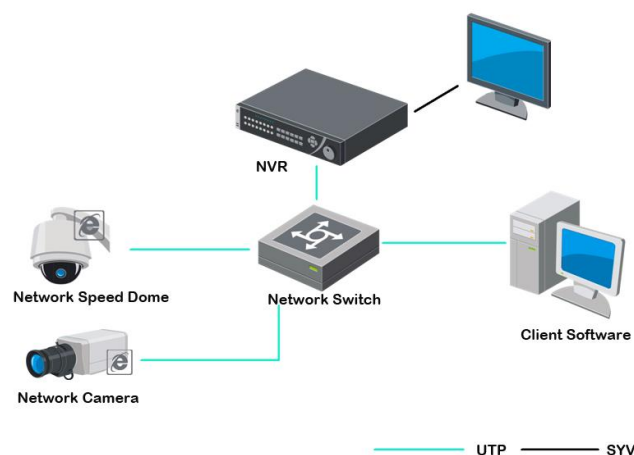 NVR
Network Speed Dome
Network Switch
Client Software
Network Camera
UTP
SYV